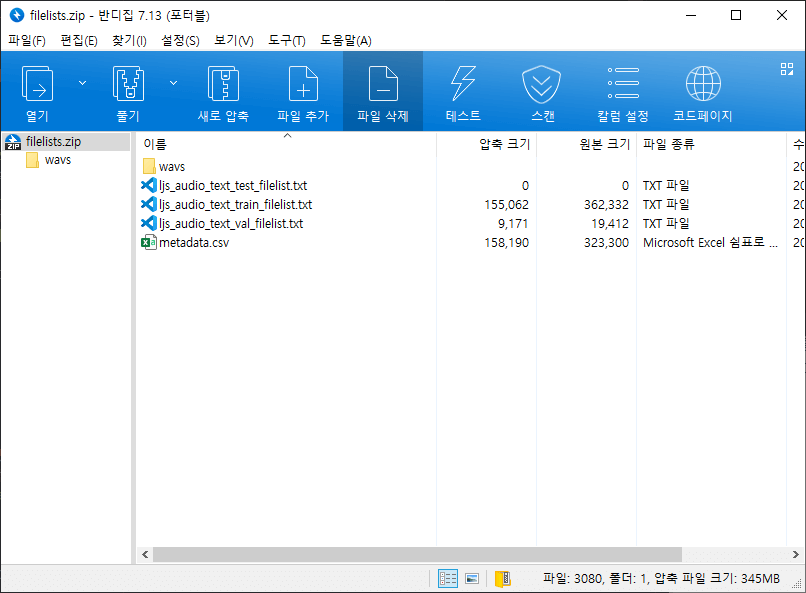 filelists.zip - 반디집 7.13 (포터블)
파일(F) 편집(E) 찾기(I) 설정(S) 보기(V) 도구(T) 도움말(A)
열기 풀기 새로 압축 파일 추가 파일 삭제 테스트 스캔 칼럼 설정 코드페이지
ZIP filelists.zip
wavs
이름 압축 크기 원본 크기 파일 종류 수
wavs 20
ljs_audio_text_test_filelist.txt 0 0 TXT 파일 20
ljs_audio_text_train_filelist.txt 155,062 362,332 TXT 파일 20
ljs_audio_text_val_filelist.txt 9,171 19,412 TXT 파일 20
metadata.csv 158,190 323,300 Microsoft Excel 쉼표로 ... 20
파일: 3080, 폴더: 1, 압축 파일 크기: 345MB